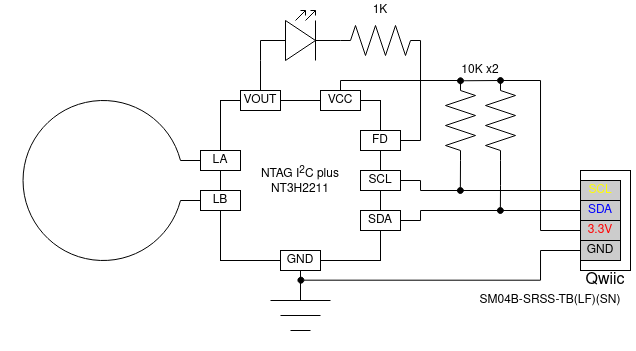 1K
10K x2
VOUT
VCC
FD
LA
NTAG I²C plus
NT3H2211
SCL
LB
SDA
GND
SCL
SDA
3.3V
GND
Qwiic
SM04B-SRSS-TB(LF)(SN)